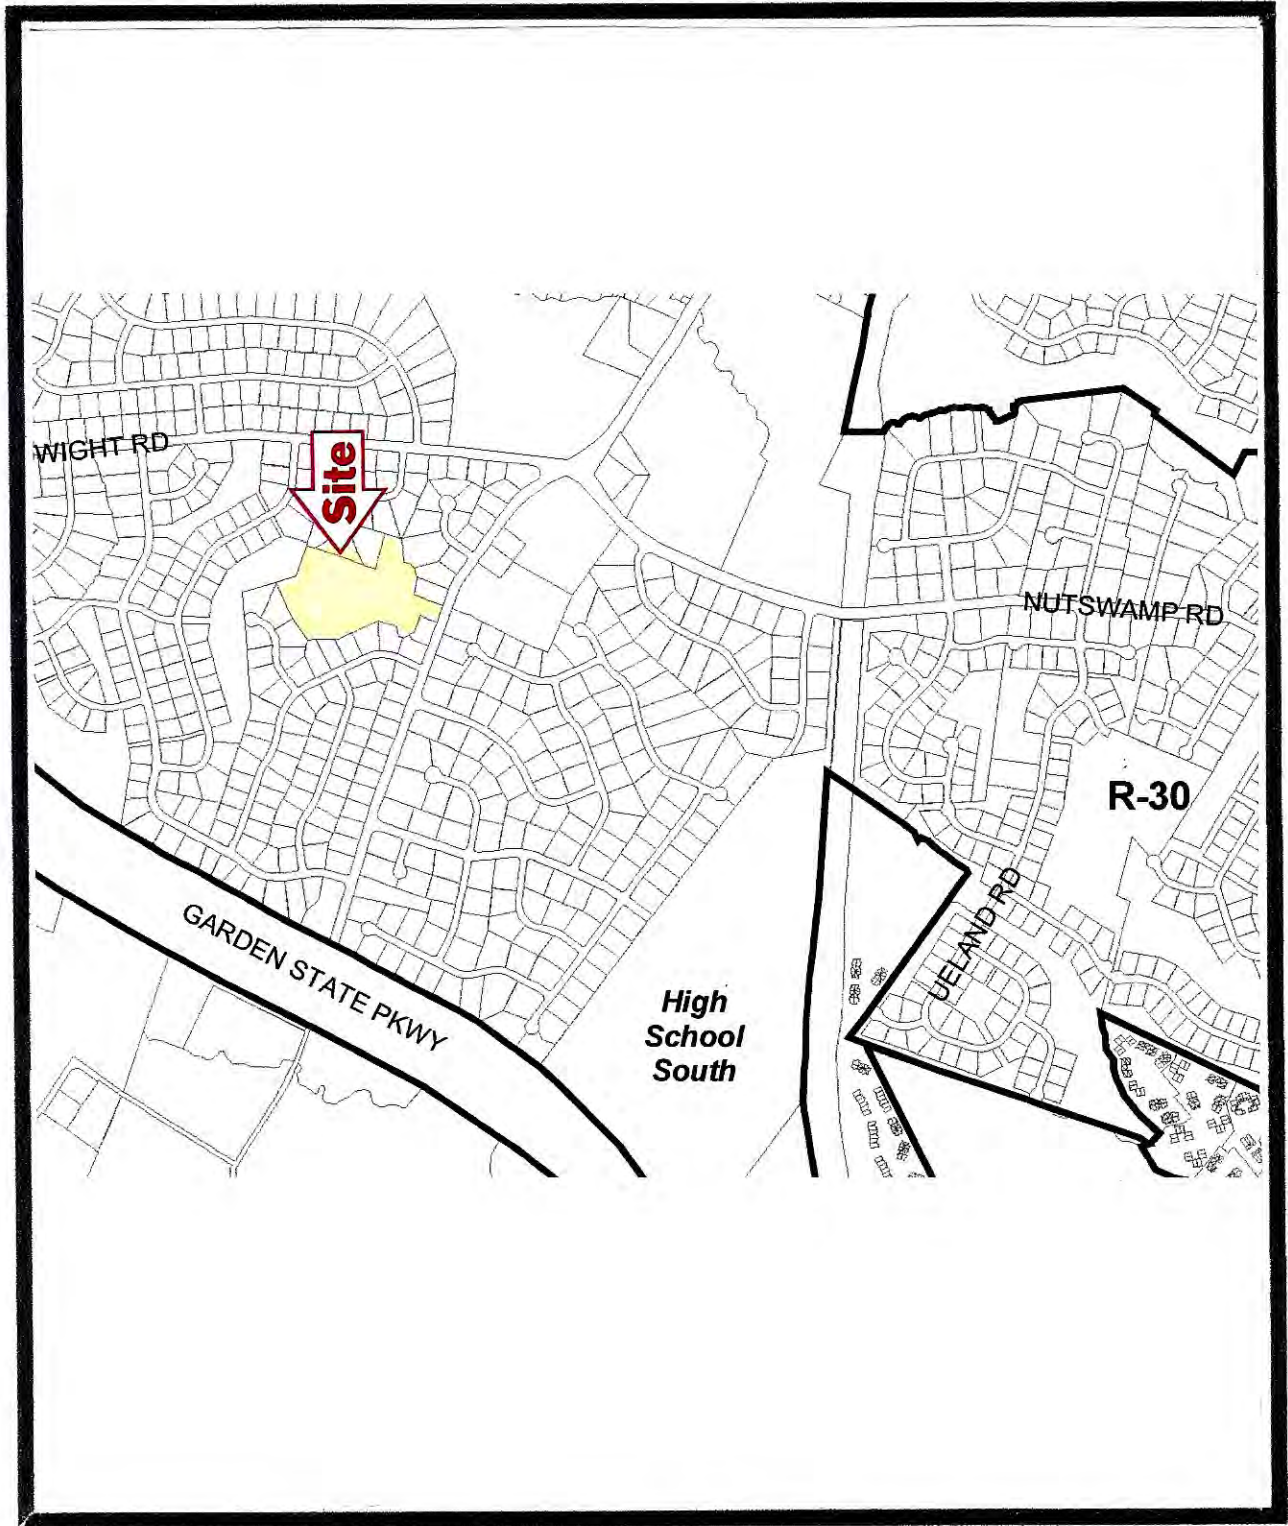 WIGHT RD
Site
NUTSWAMP RD
R-30
UELAND RD
GARDEN STATE PKWY
High
School
South